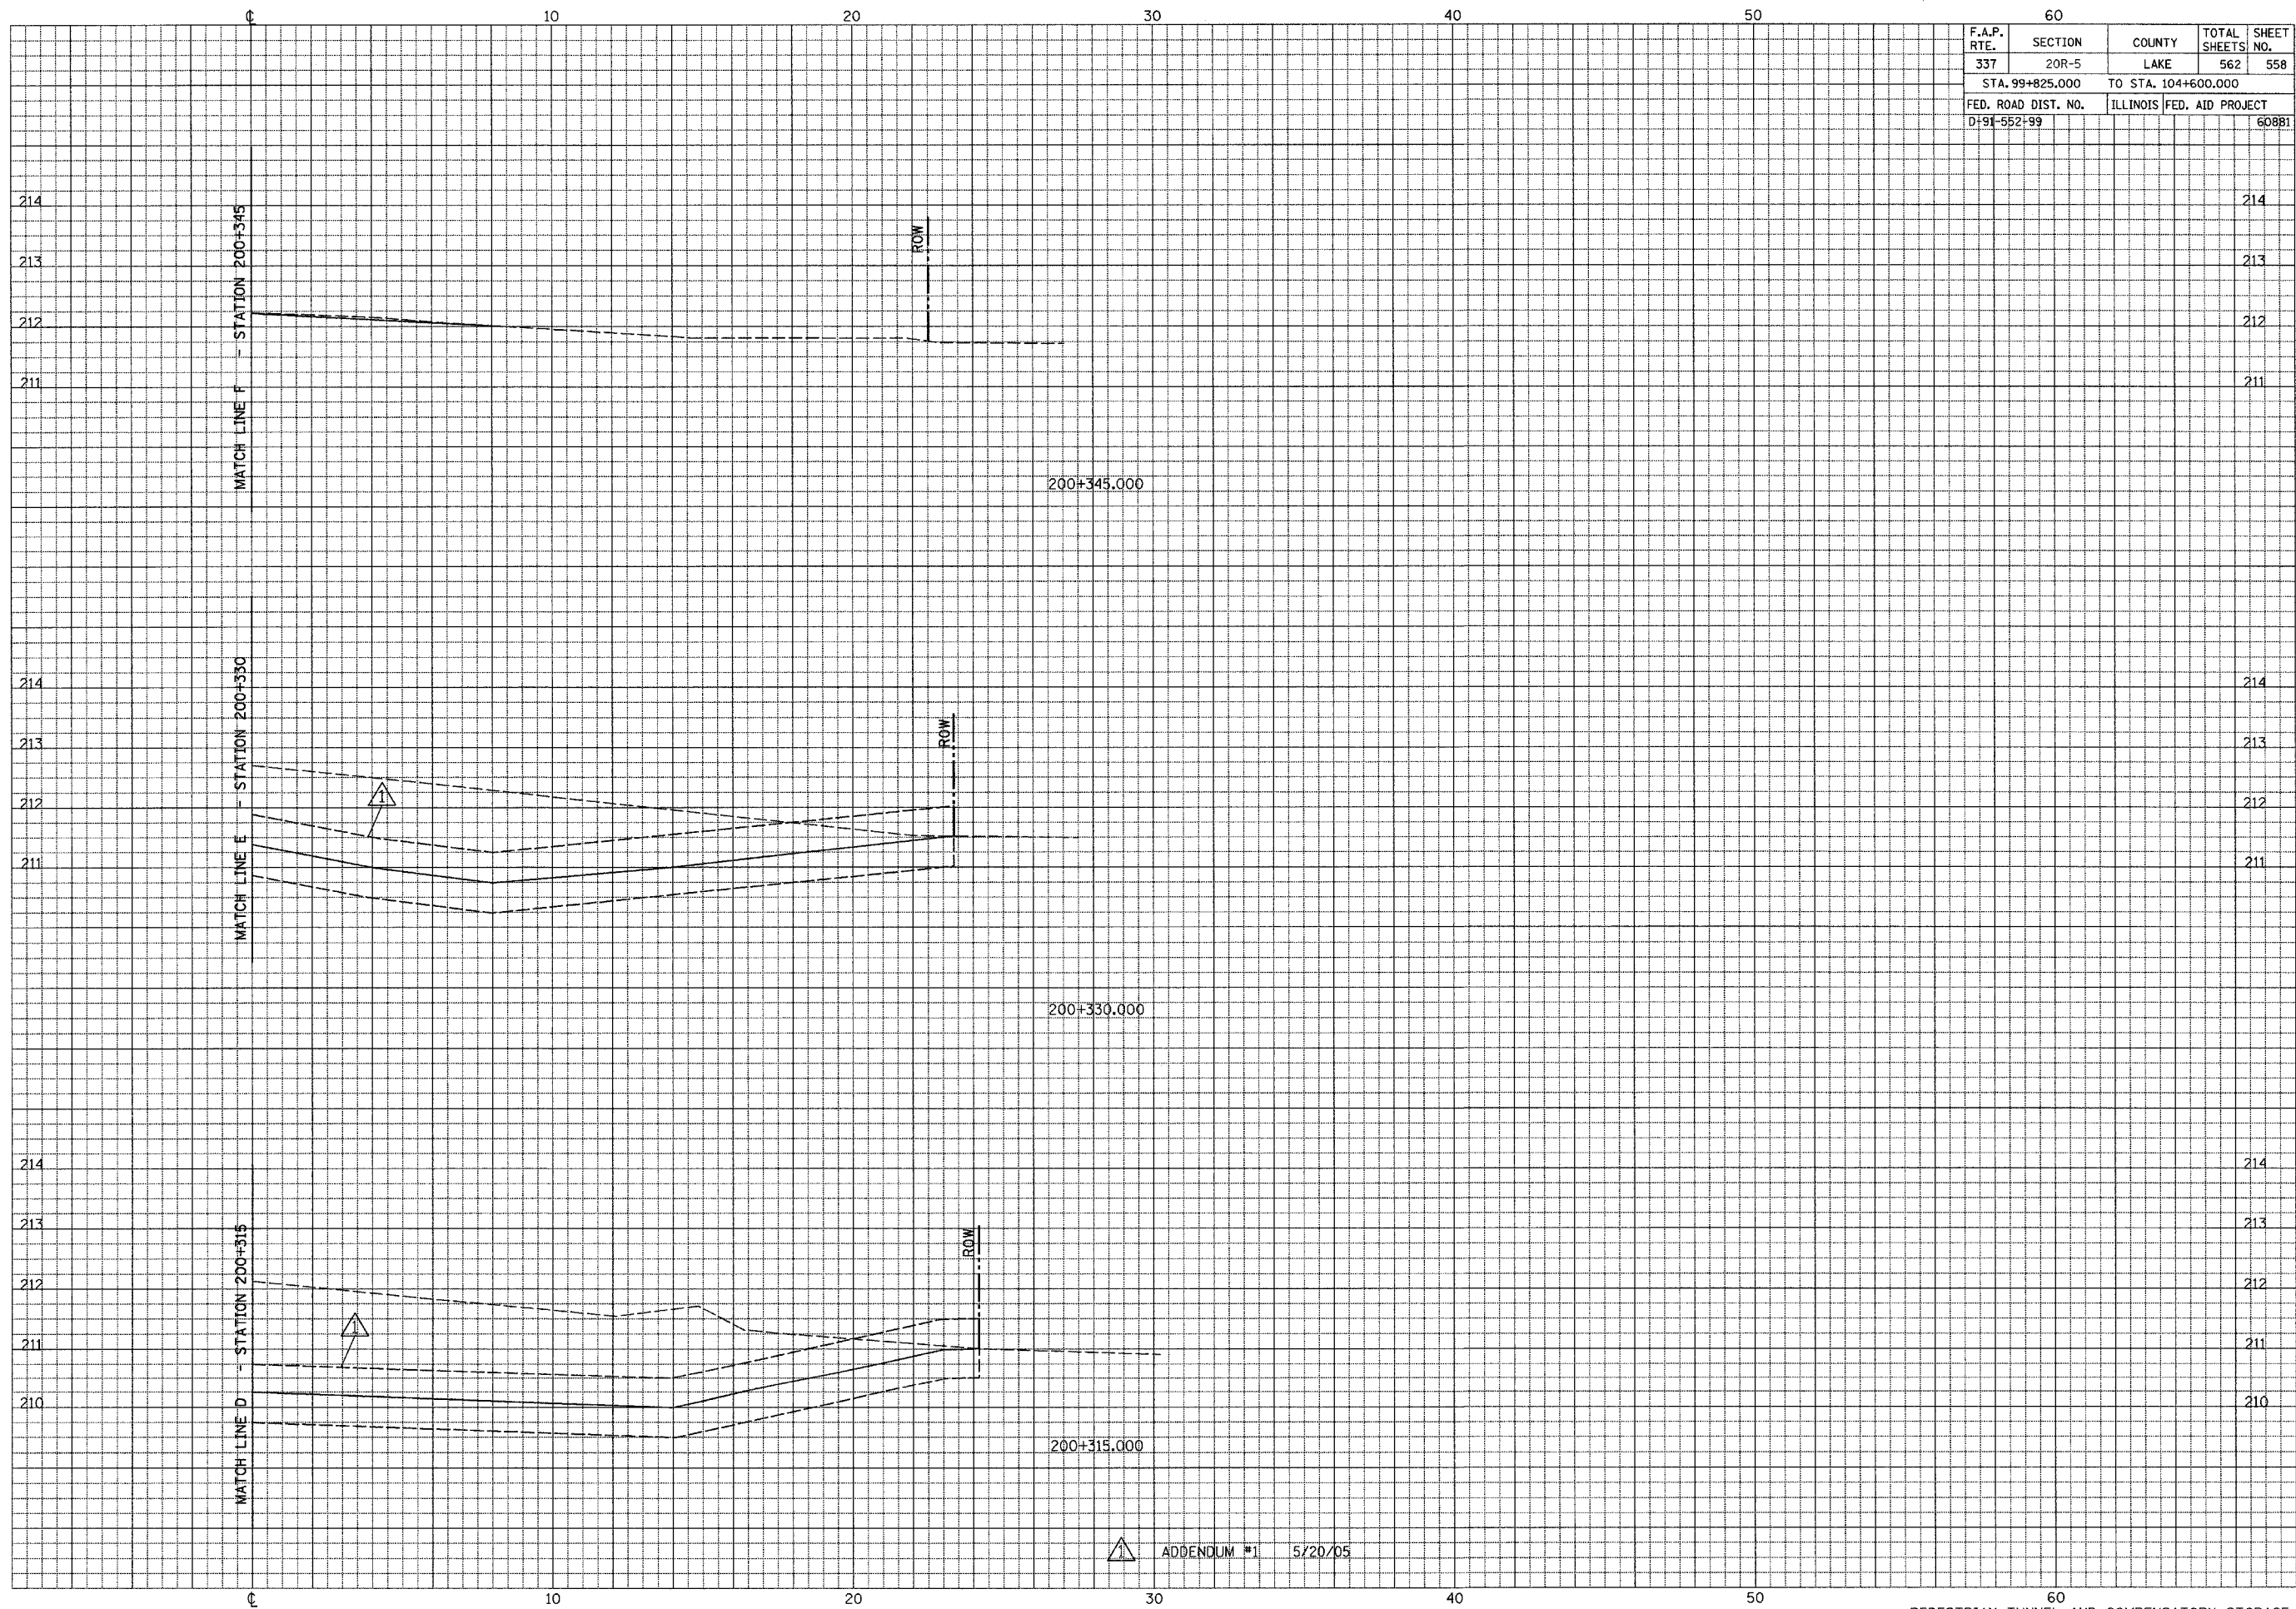 ℄ 10 20 30 40 50 60
F.A.P. RTE. SECTION COUNTY TOTAL SHEETS SHEET NO.
337 20R-5 LAKE 562 558
STA. 99+825.000 TO STA. 104+600.000
FED. ROAD DIST. NO. ILLINOIS FED. AID PROJECT
D-91-552-99 60881
214 214
213 213
212 212
211 211
MATCH LINE F - STATION 200+345
ROW
200+345.000
214 214
213 213
212 212
211 211
MATCH LINE E - STATION 200+330
ROW
1
200+330.000
214 214
213 213
212 212
211 211
210 210
MATCH LINE D - STATION 200+315
ROW
1
200+315.000
1 ADDENDUM #1 5/20/05
℄ 10 20 30 40 50 60